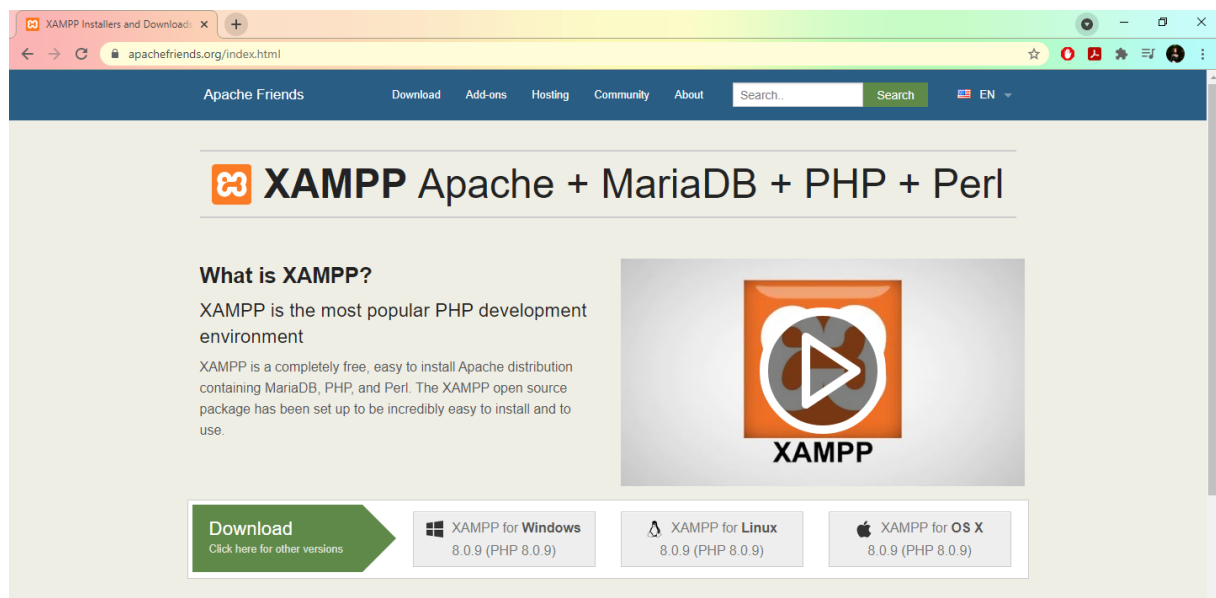 XAMPP Installers and Downloads
apachefriends.org/index.html
Apache Friends
Download
Add-ons
Hosting
Community
About
Search..
Search
EN
XAMPP Apache + MariaDB + PHP + Perl
What is XAMPP?
XAMPP is the most popular PHP development
environment
XAMPP is a completely free, easy to install Apache distribution
containing MariaDB, PHP, and Perl. The XAMPP open source
package has been set up to be incredibly easy to install and to
use.
XAMPP
Download
Click here for other versions
XAMPP for Windows
8.0.9 (PHP 8.0.9)
XAMPP for Linux
8.0.9 (PHP 8.0.9)
XAMPP for OS X
8.0.9 (PHP 8.0.9)